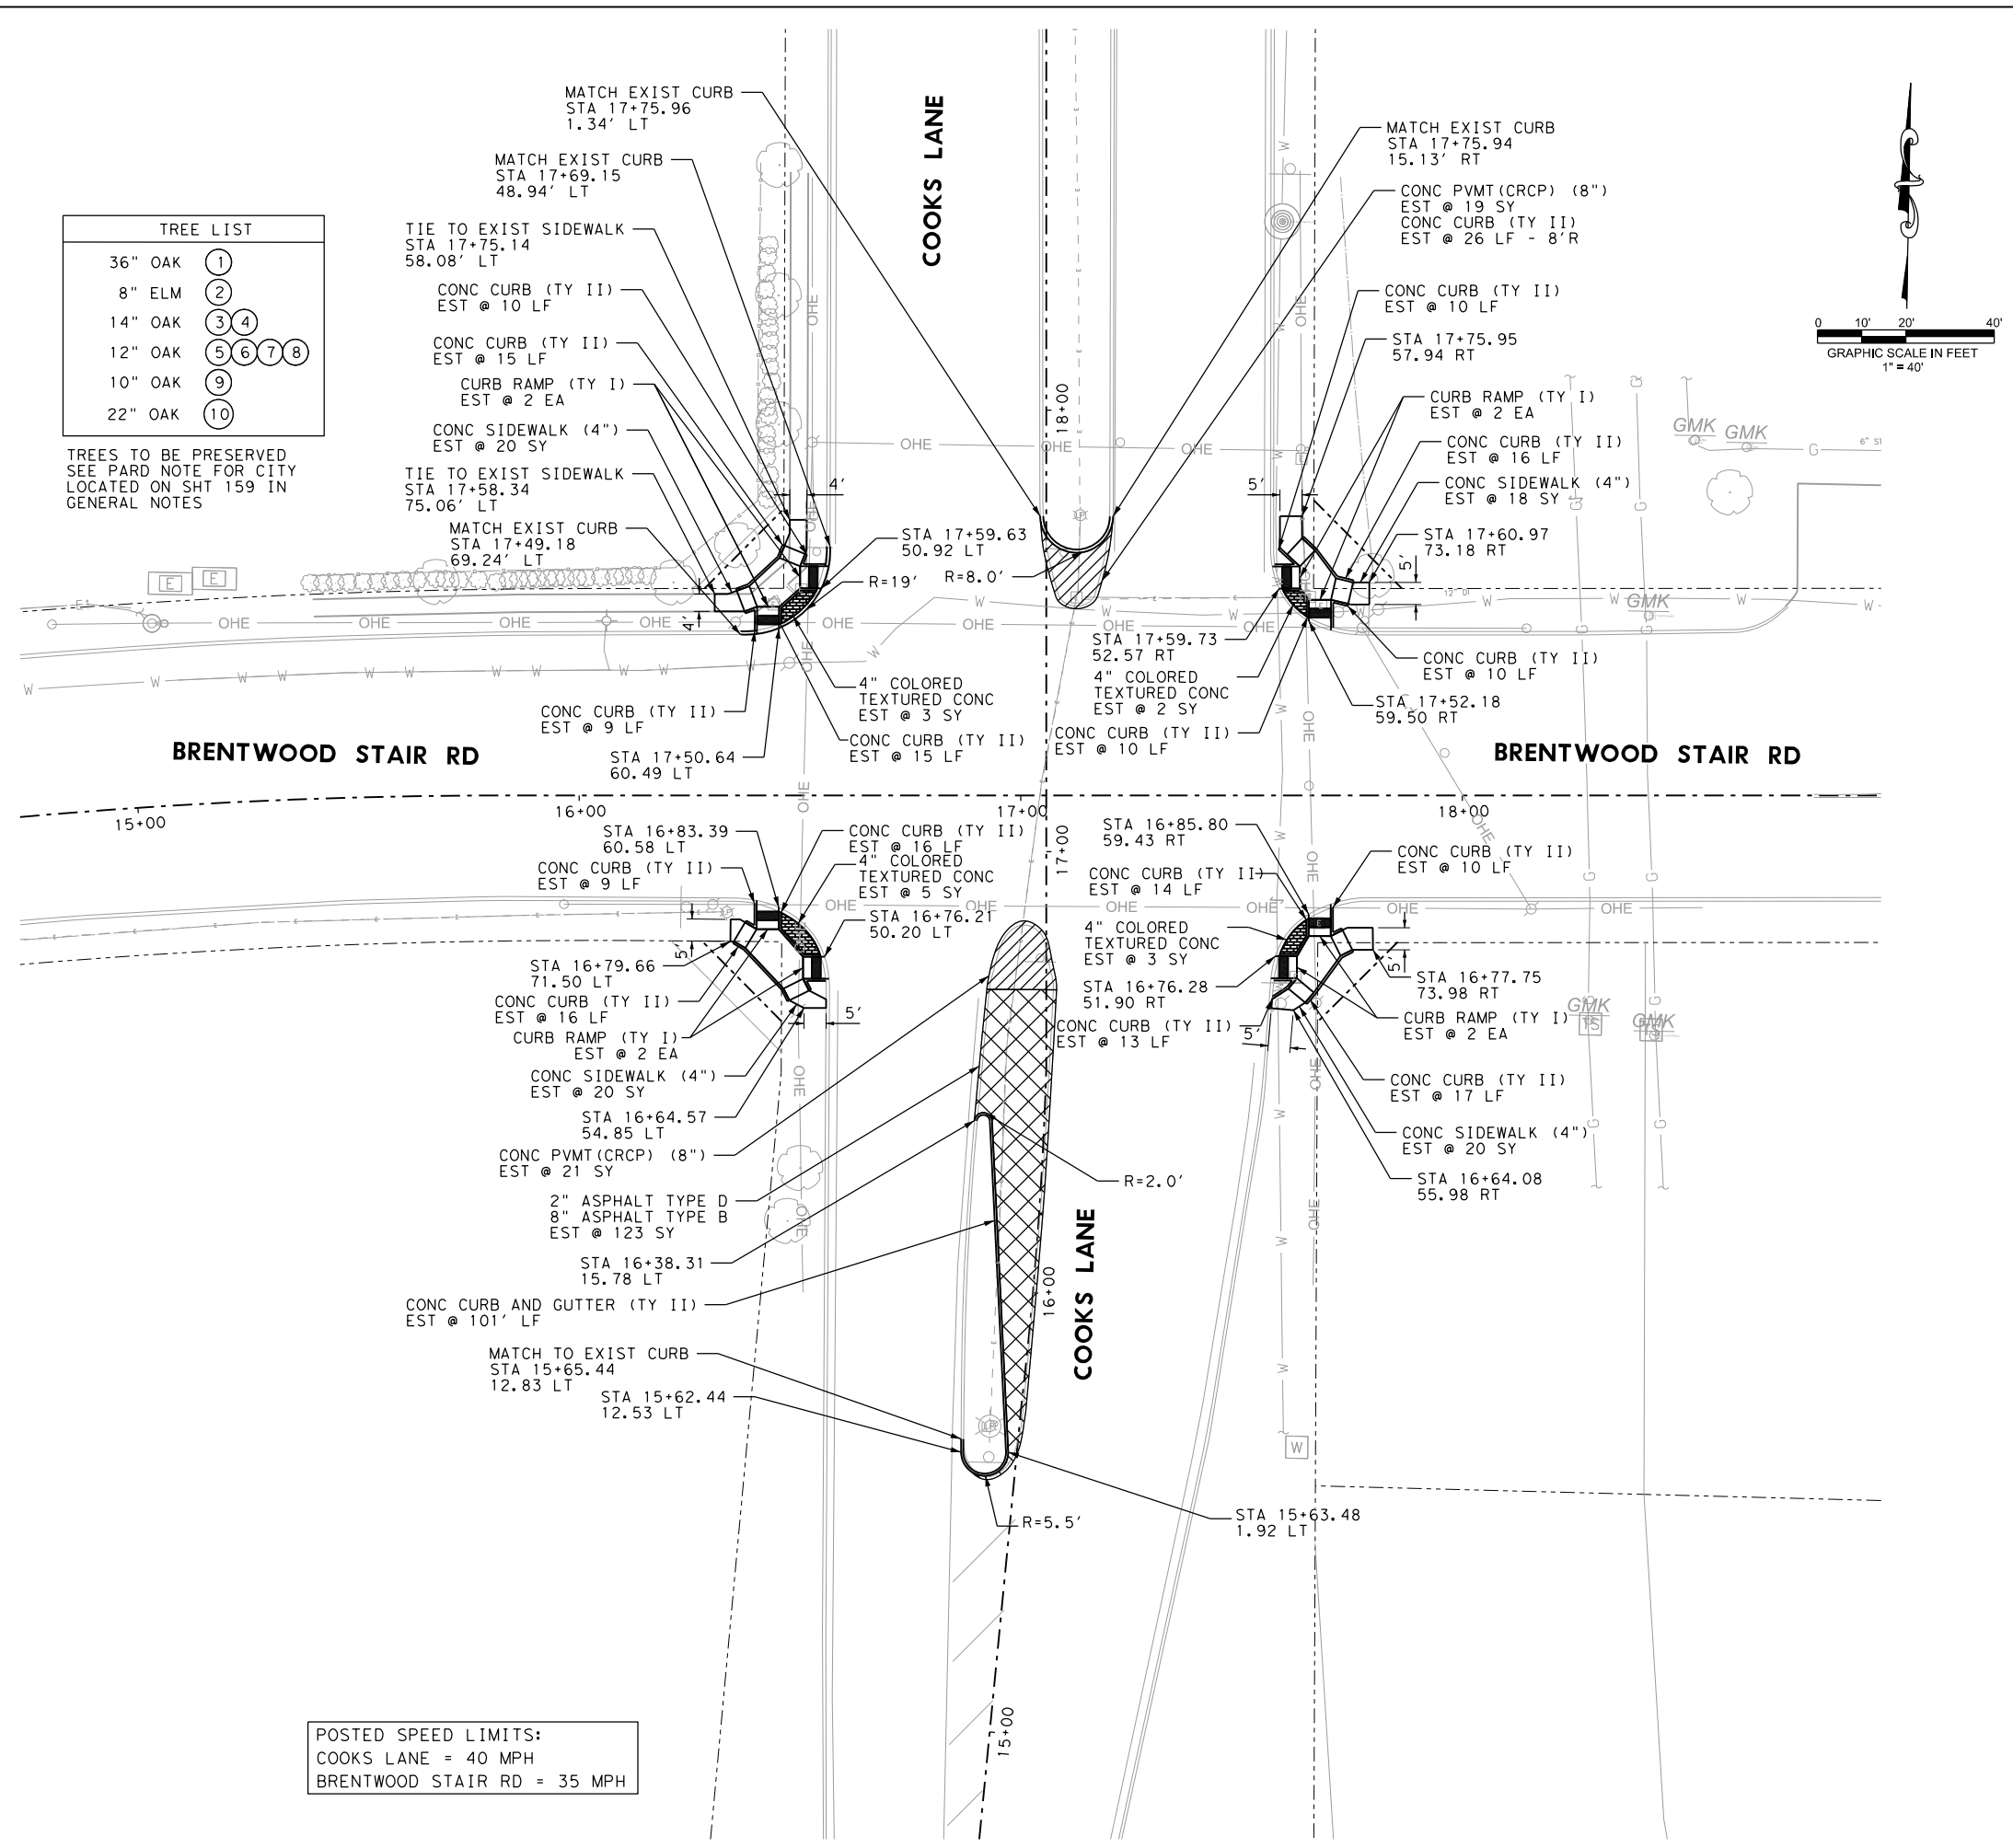 TREE LIST
36" OAK 1
8" ELM 2
14" OAK 3 4
12" OAK 5 6 7 8
10" OAK 9
22" OAK 10
TREES TO BE PRESERVED
SEE PARD NOTE FOR CITY
LOCATED ON SHT 159 IN
GENERAL NOTES
MATCH EXIST CURB
STA 17+75.96
1.34' LT
MATCH EXIST CURB
STA 17+69.15
48.94' LT
TIE TO EXIST SIDEWALK
STA 17+75.14
58.08' LT
CONC CURB (TY II)
EST @ 10 LF
CONC CURB (TY II)
EST @ 15 LF
CURB RAMP (TY I)
EST @ 2 EA
CONC SIDEWALK (4")
EST @ 20 SY
TIE TO EXIST SIDEWALK
STA 17+58.34
75.06' LT
MATCH EXIST CURB
STA 17+49.18
69.24' LT
COOKS LANE
18+00
4'
4'
STA 17+59.63
50.92 LT
R=19'
R=8.0'
MATCH EXIST CURB
STA 17+75.94
15.13' RT
CONC PVMT(CRCP) (8")
EST @ 19 SY
CONC CURB (TY II)
EST @ 26 LF - 8'R
CONC CURB (TY II)
EST @ 10 LF
STA 17+75.95
57.94 RT
CURB RAMP (TY I)
EST @ 2 EA
CONC CURB (TY II)
EST @ 16 LF
CONC SIDEWALK (4")
EST @ 18 SY
STA 17+60.97
73.18 RT
5'
5'
0 10' 20' 40'
GRAPHIC SCALE IN FEET
1" = 40'
GMK
GMK
GMK
E
E
OHE
OHE
OHE
W
G
CONC CURB (TY II)
EST @ 9 LF
STA 17+50.64
60.49 LT
4" COLORED
TEXTURED CONC
EST @ 3 SY
CONC CURB (TY II)
EST @ 15 LF
STA 17+59.73
52.57 RT
4" COLORED
TEXTURED CONC
EST @ 2 SY
CONC CURB (TY II)
EST @ 10 LF
CONC CURB (TY II)
EST @ 10 LF
STA 17+52.18
59.50 RT
BRENTWOOD STAIR RD
BRENTWOOD STAIR RD
15+00
16+00
17+00
18+00
17+00
STA 16+83.39
60.58 LT
CONC CURB (TY II)
EST @ 9 LF
CONC CURB (TY II)
EST @ 16 LF
4" COLORED
TEXTURED CONC
EST @ 5 SY
STA 16+76.21
50.20 LT
5'
5'
STA 16+79.66
71.50 LT
CONC CURB (TY II)
EST @ 16 LF
CURB RAMP (TY I)
EST @ 2 EA
CONC SIDEWALK (4")
EST @ 20 SY
STA 16+64.57
54.85 LT
CONC PVMT(CRCP) (8")
EST @ 21 SY
2" ASPHALT TYPE D
8" ASPHALT TYPE B
EST @ 123 SY
STA 16+38.31
15.78 LT
CONC CURB AND GUTTER (TY II)
EST @ 101' LF
MATCH TO EXIST CURB
STA 15+65.44
12.83 LT
STA 15+62.44
12.53 LT
STA 16+85.80
59.43 RT
CONC CURB (TY II)
EST @ 14 LF
4" COLORED
TEXTURED CONC
EST @ 3 SY
STA 16+76.28
51.90 RT
CONC CURB (TY II)
EST @ 13 LF
5'
5'
CONC CURB (TY II)
EST @ 10 LF
STA 16+77.75
73.98 RT
CURB RAMP (TY I)
EST @ 2 EA
CONC CURB (TY II)
EST @ 17 LF
CONC SIDEWALK (4")
EST @ 20 SY
STA 16+64.08
55.98 RT
GMK
TS
GMK
TS
R=2.0'
COOKS LANE
16+00
W
STA 15+63.48
1.92 LT
R=5.5'
15+00
POSTED SPEED LIMITS:
COOKS LANE = 40 MPH
BRENTWOOD STAIR RD = 35 MPH